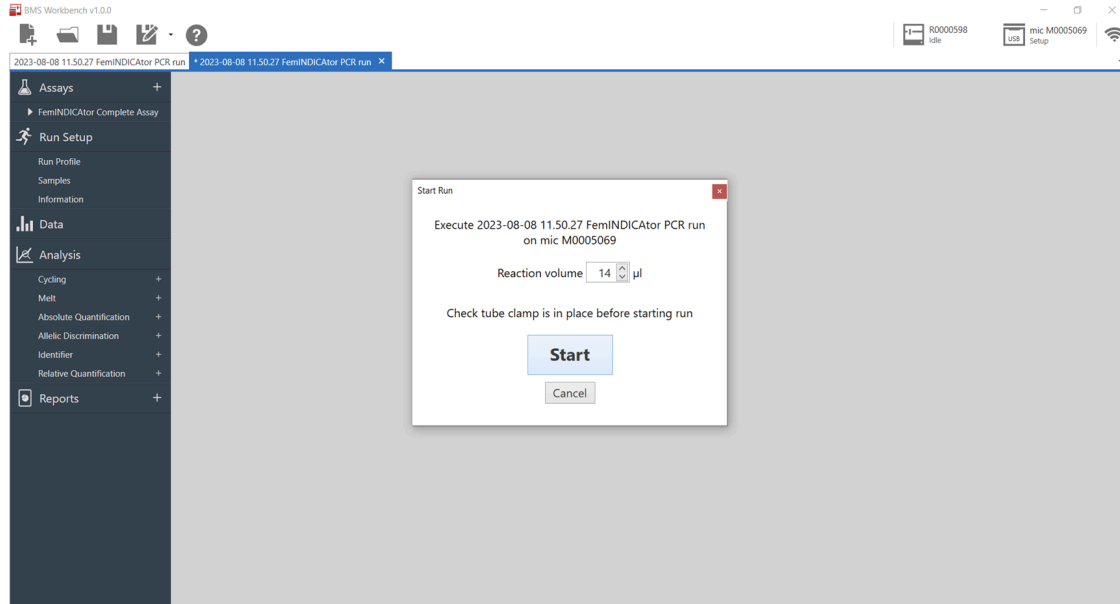 BMS Workbench v1.0.0
R0000598
Idle
USB
mic M0005069
Setup
2023-08-08 11.50.27 FemINDICAtor PCR run
* 2023-08-08 11.50.27 FemINDICAtor PCR run ×
Assays +
FemINDICAtor Complete Assay
Run Setup
Run Profile
Samples
Information
Data
Analysis
Cycling +
Melt +
Absolute Quantification +
Allelic Discrimination +
Identifier +
Relative Quantification +
Reports +
Start Run
Execute 2023-08-08 11.50.27 FemINDICAtor PCR run
on mic M0005069
Reaction volume 14 µl
Check tube clamp is in place before starting run
Start
Cancel